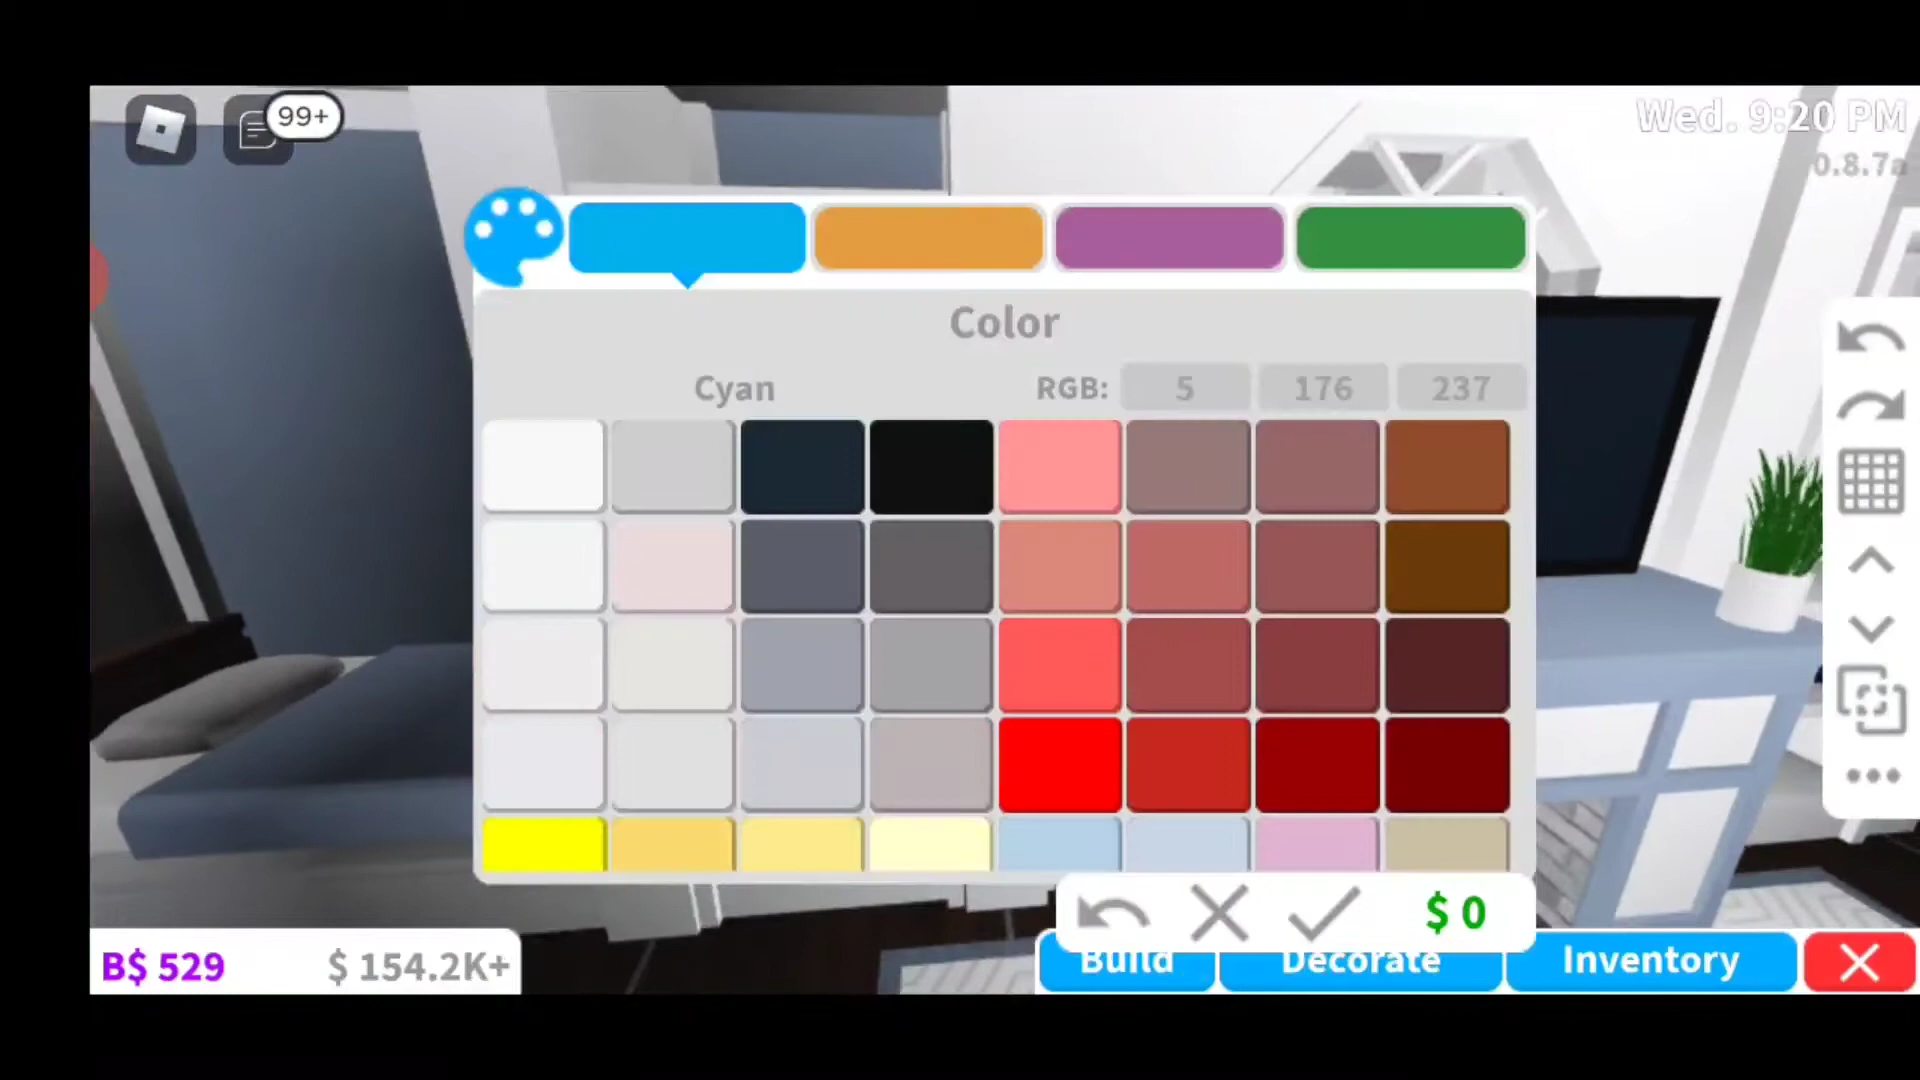 99+
Wed. 9:20 PM
0.8.7a
Color
Cyan
RGB: 5 176 237
$ 0
B$ 529
$ 154.2K+
Build
Decorate
Inventory